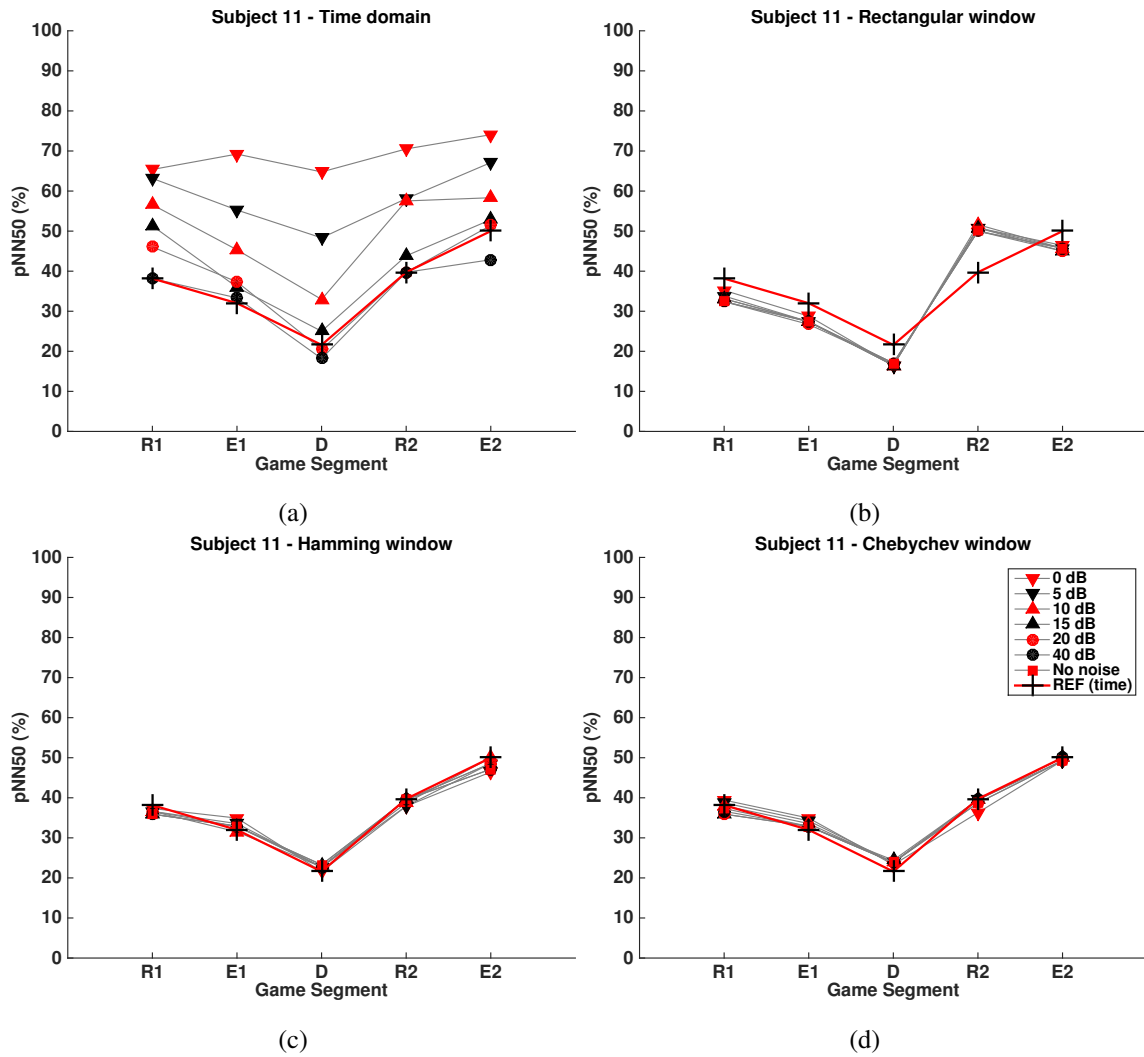 Subject 11 - Time domain
100
90
80
70
60
50
40
30
20
10
0
pNN50 (%)
R1 E1 D R2 E2
Game Segment
(a)
Subject 11 - Rectangular window
100
90
80
70
60
50
40
30
20
10
0
pNN50 (%)
R1 E1 D R2 E2
Game Segment
(b)
Subject 11 - Hamming window
100
90
80
70
60
50
40
30
20
10
0
pNN50 (%)
R1 E1 D R2 E2
Game Segment
(c)
Subject 11 - Chebychev window
100
90
80
70
60
50
40
30
20
10
0
pNN50 (%)
0 dB
5 dB
10 dB
15 dB
20 dB
40 dB
No noise
REF (time)
R1 E1 D R2 E2
Game Segment
(d)